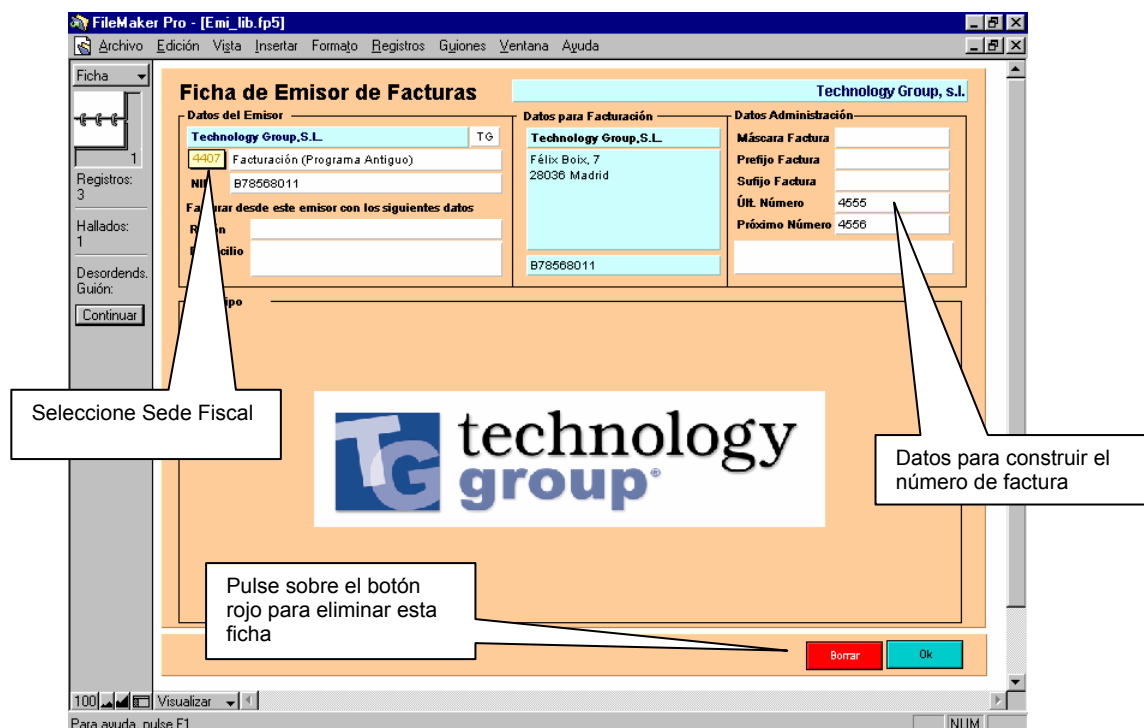 FileMaker Pro - [Emi_lib.fp5]
Archivo Edición Vista Insertar Formato Registros Guiones Ventana Ayuda
Ficha
1
Registros:
3
Hallados:
1
Desordends.
Guión:
Continuar
Ficha de Emisor de Facturas
Technology Group, s.l.
Datos del Emisor
Technology Group,S.L.
TG
4407
Facturación (Programa Antiguo)
B78568011
desde este emisor con los siguientes datos
Datos para Facturación
Technology Group,S.L.
Félix Boix, 7
28036 Madrid
B78568011
Datos Administración
Máscara Factura
Prefijo Factura
Sufijo Factura
Últ. Número 4555
Próximo Número 4556
Seleccione Sede Fiscal
TG technology
group®
Datos para construir el
número de factura
Pulse sobre el botón
rojo para eliminar esta
ficha
Borrar
Ok
100
Visualizar
Para ayuda, pulse F1
NUM